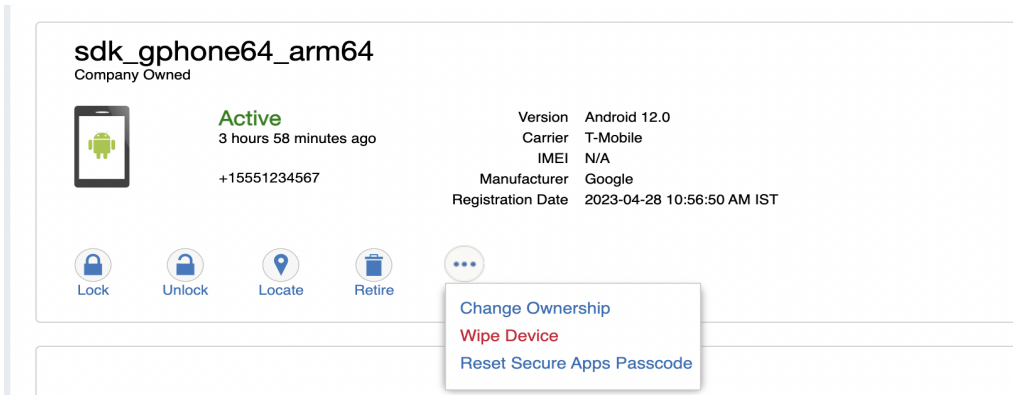 sdk_gphone64_arm64
Company Owned
Active
3 hours 58 minutes ago
+15551234567
Version Android 12.0
Carrier T-Mobile
IMEI N/A
Manufacturer Google
Registration Date 2023-04-28 10:56:50 AM IST
Lock
Unlock
Locate
Retire
Change Ownership
Wipe Device
Reset Secure Apps Passcode